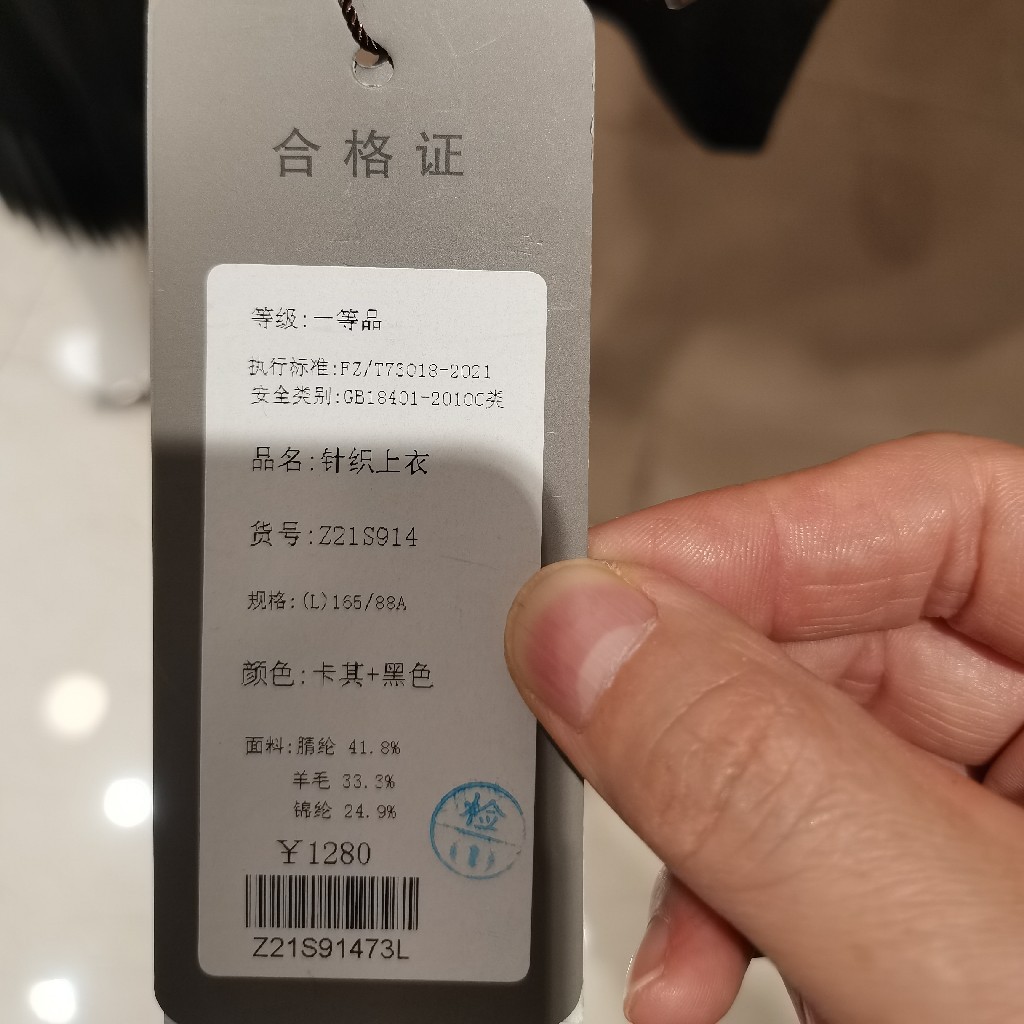 合格证
等级:一等品
执行标准:FZ/T73018-2021
安全类别:GB18401-2010C类
品名:针织上衣
货号:Z21S914
规格:(L)165/88A
颜色:卡其+黑色
面料:腈纶 41.8%
羊毛 33.3%
锦纶 24.9%
检
(1)
￥1280
Z21S91473L